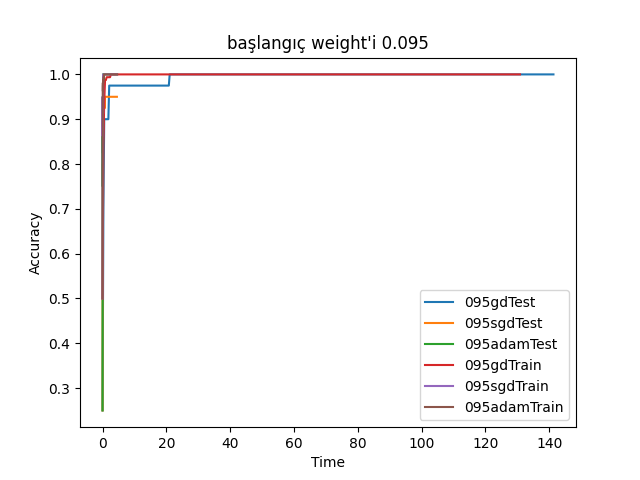 başlangıç weight'i 0.095
Accuracy
1.0
0.9
0.8
0.7
0.6
0.5
0.4
0.3
095gdTest
095sgdTest
095adamTest
095gdTrain
095sgdTrain
095adamTrain
0 20 40 60 80 100 120 140
Time